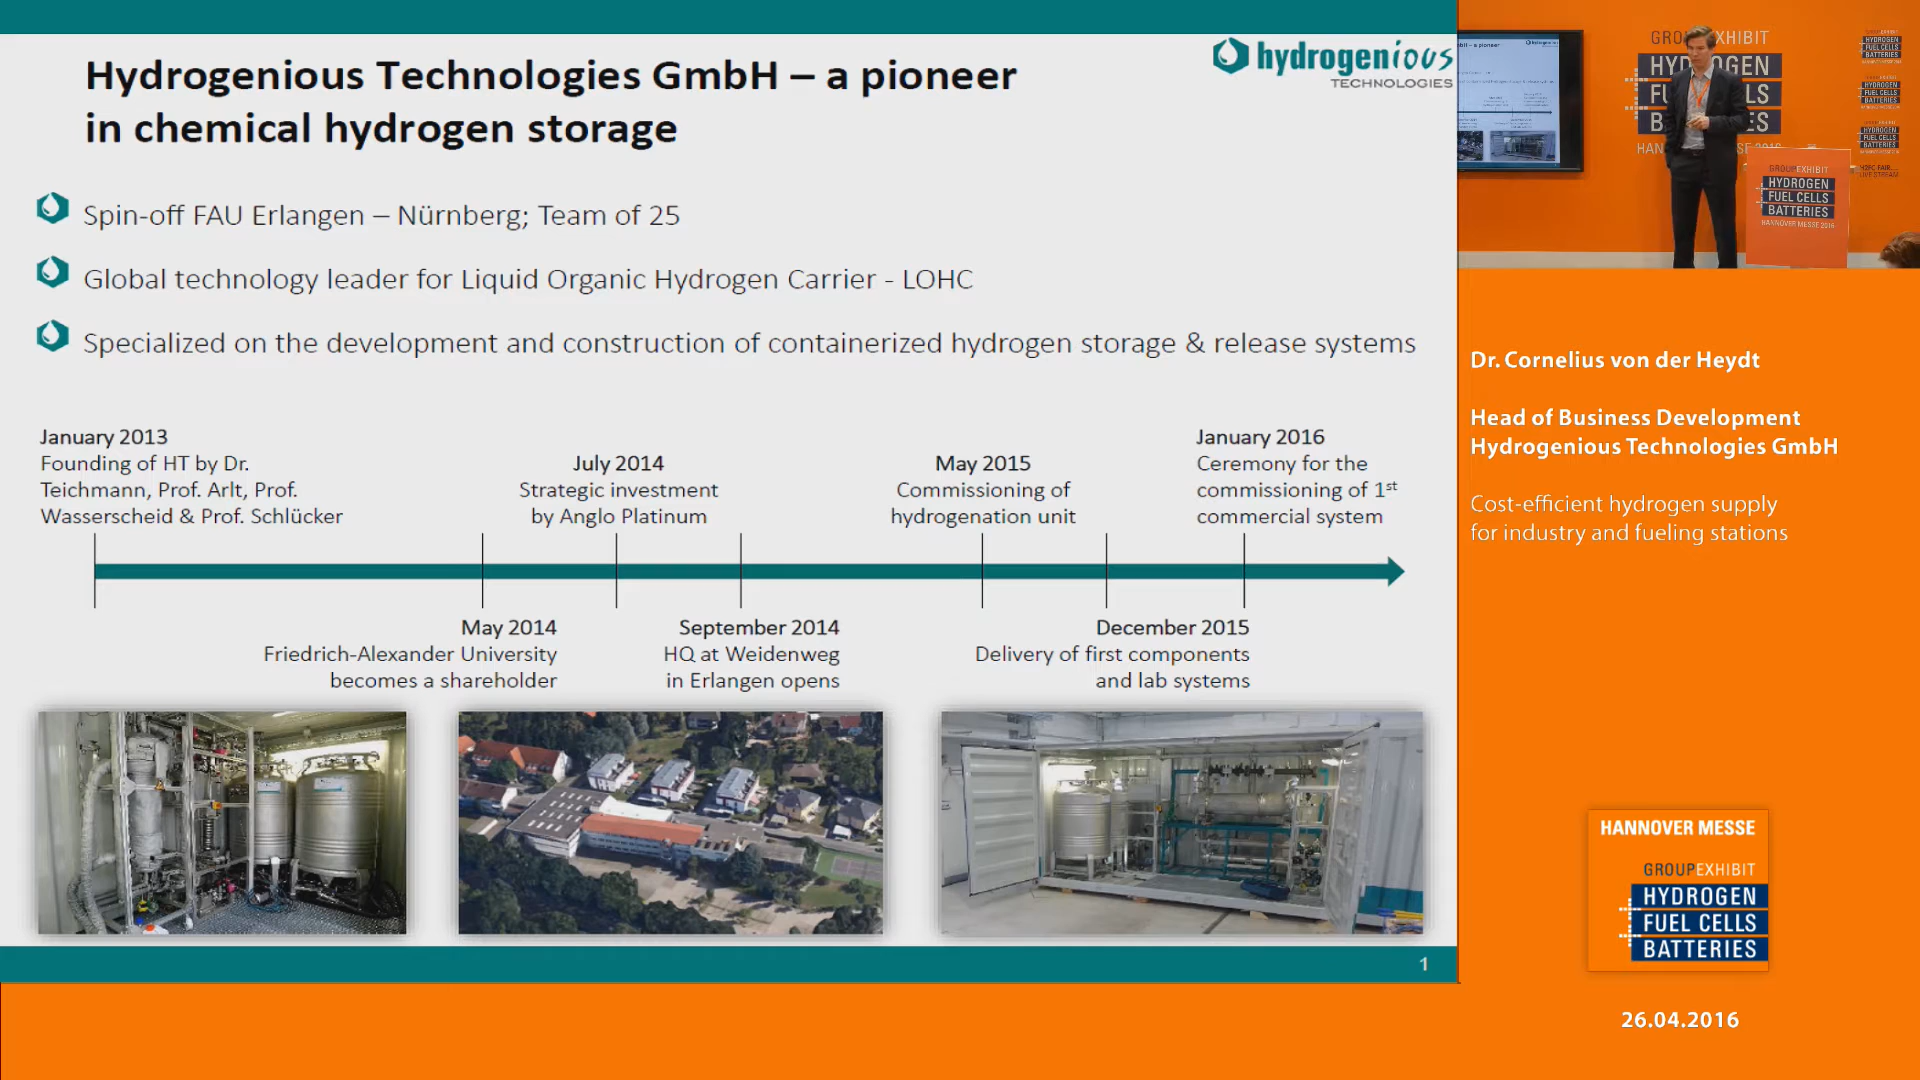 Hydrogenious Technologies GmbH – a pioneer
in chemical hydrogen storage
hydrogenious
TECHNOLOGIES
Spin-off FAU Erlangen – Nürnberg; Team of 25
Global technology leader for Liquid Organic Hydrogen Carrier - LOHC
Specialized on the development and construction of containerized hydrogen storage & release systems
January 2013
Founding of HT by Dr.
Teichmann, Prof. Arlt, Prof.
Wasserscheid & Prof. Schlücker
July 2014
Strategic investment
by Anglo Platinum
May 2015
Commissioning of
hydrogenation unit
January 2016
Ceremony for the
commissioning of 1st
commercial system
May 2014
Friedrich-Alexander University
becomes a shareholder
September 2014
HQ at Weidenweg
in Erlangen opens
December 2015
Delivery of first components
and lab systems
1
GROUPEXHIBIT
HYDROGEN
FUEL CELLS
BATTERIES
HANNOVER MESSE 2016
Dr. Cornelius von der Heydt
Head of Business Development
Hydrogenious Technologies GmbH
Cost-efficient hydrogen supply
for industry and fueling stations
HANNOVER MESSE
GROUPEXHIBIT
HYDROGEN
FUEL CELLS
BATTERIES
26.04.2016